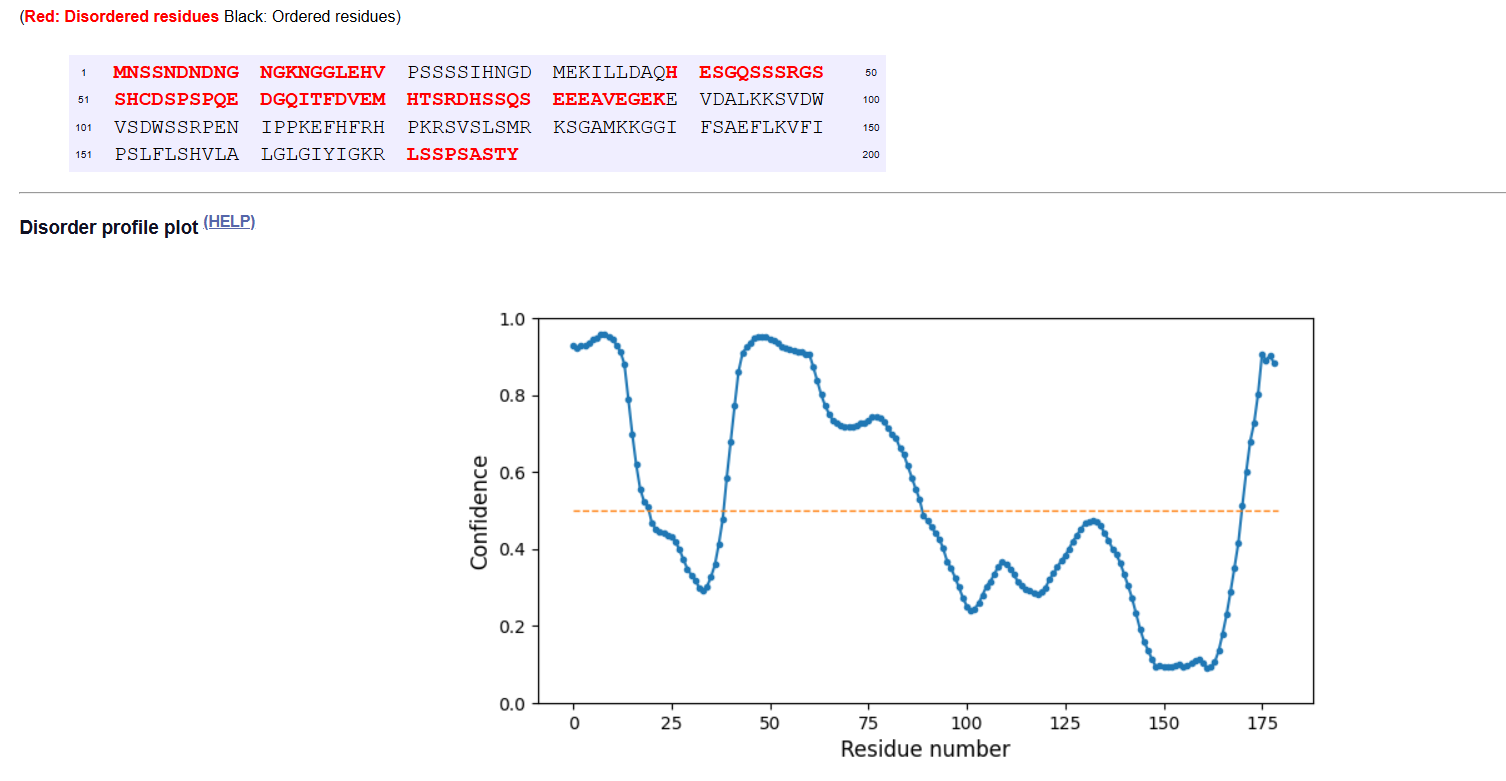 (Red: Disordered residues Black: Ordered residues)
1 MNSSNDNDNG NGKNGGLEHV PSSSSIHNGD MEKILLDAQH ESGQSSSRGS 50
51 SHCDSPSPQE DGQITFDVEM HTSRDHSSQS EEEAVEGEKE VDALKKSVDW 100
101 VSDWSSRPEN IPPKEFHFRH PKRSVSLSMR KSGAMKKGGI FSAEFLKVFI 150
151 PSLFLSHVLA LGLGIYIGKR LSSPSASTY 200
Disorder profile plot (HELP)
1.0
0.8
0.6
0.4
0.2
0.0
Confidence
0 25 50 75 100 125 150 175
Residue number